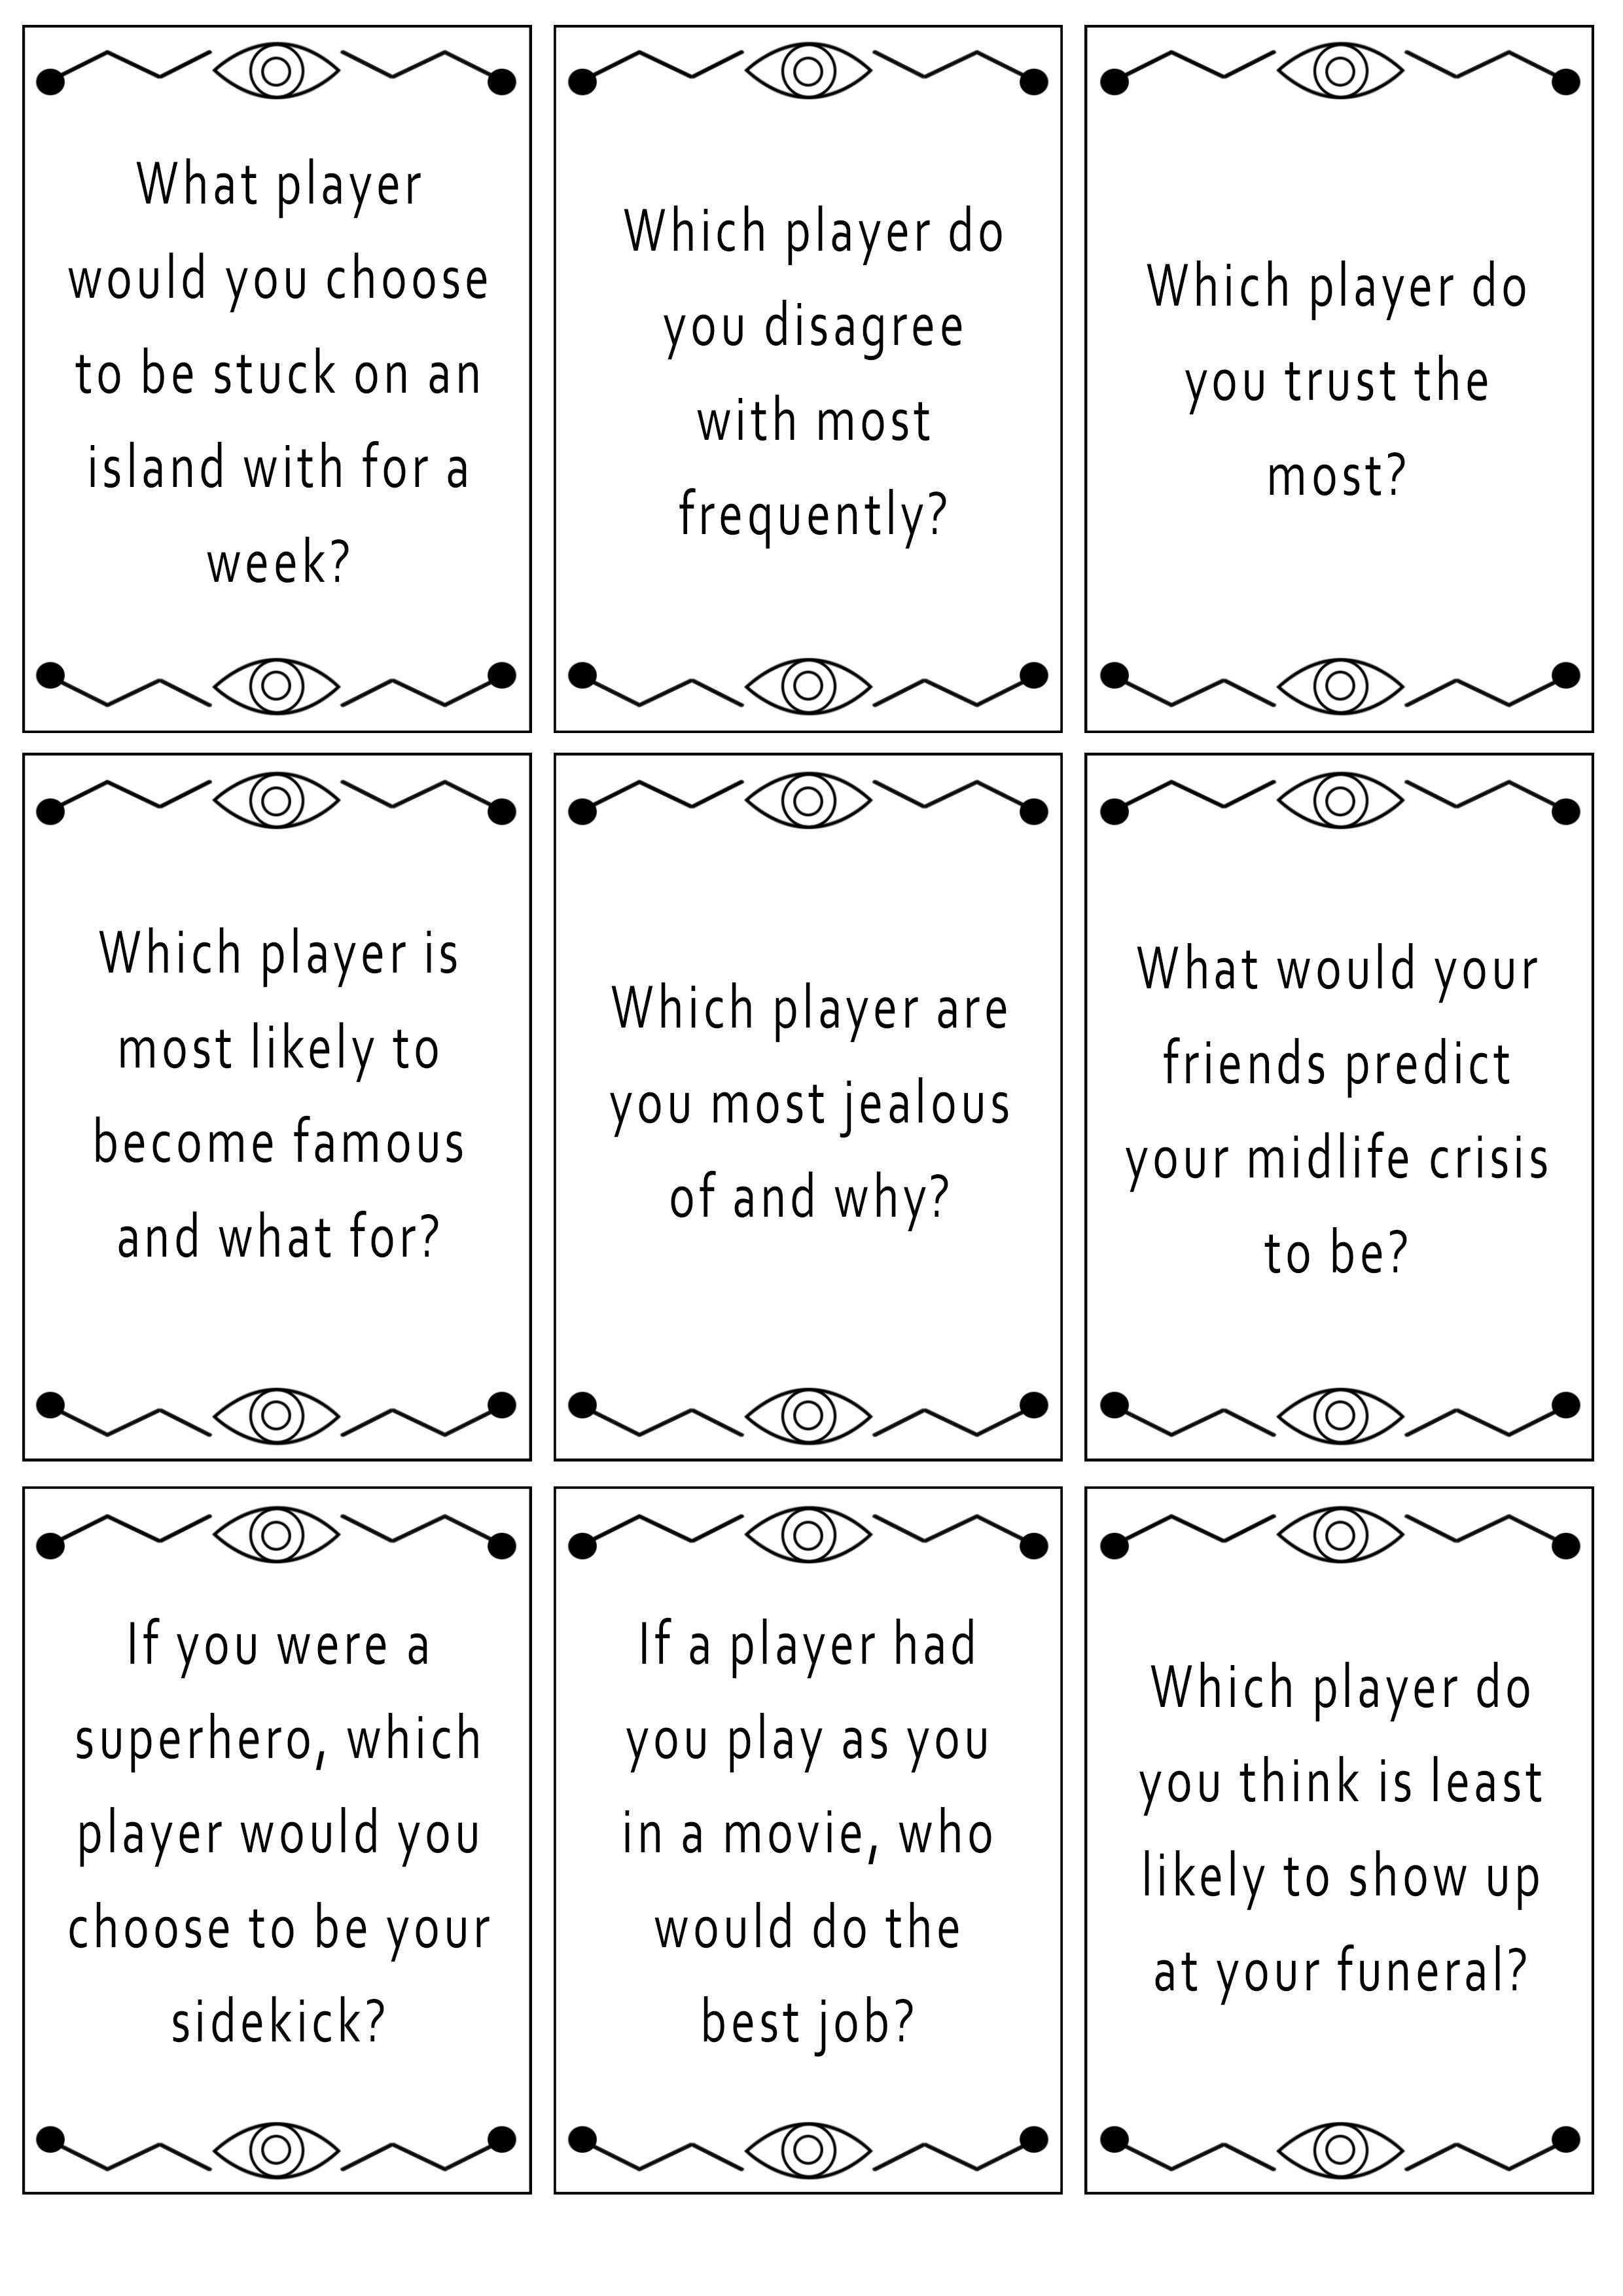 What player
would you choose
to be stuck on an
island with for a
week?
Which player do
you disagree
with most
frequently?
Which player do
you trust the
most?
Which player is
most likely to
become famous
and what for?
Which player are
you most jealous
of and why?
What would your
friends predict
your midlife crisis
to be?
If you were a
superhero, which
player would you
choose to be your
sidekick?
If a player had
you play as you
in a movie, who
would do the
best job?
Which player do
you think is least
likely to show up
at your funeral?